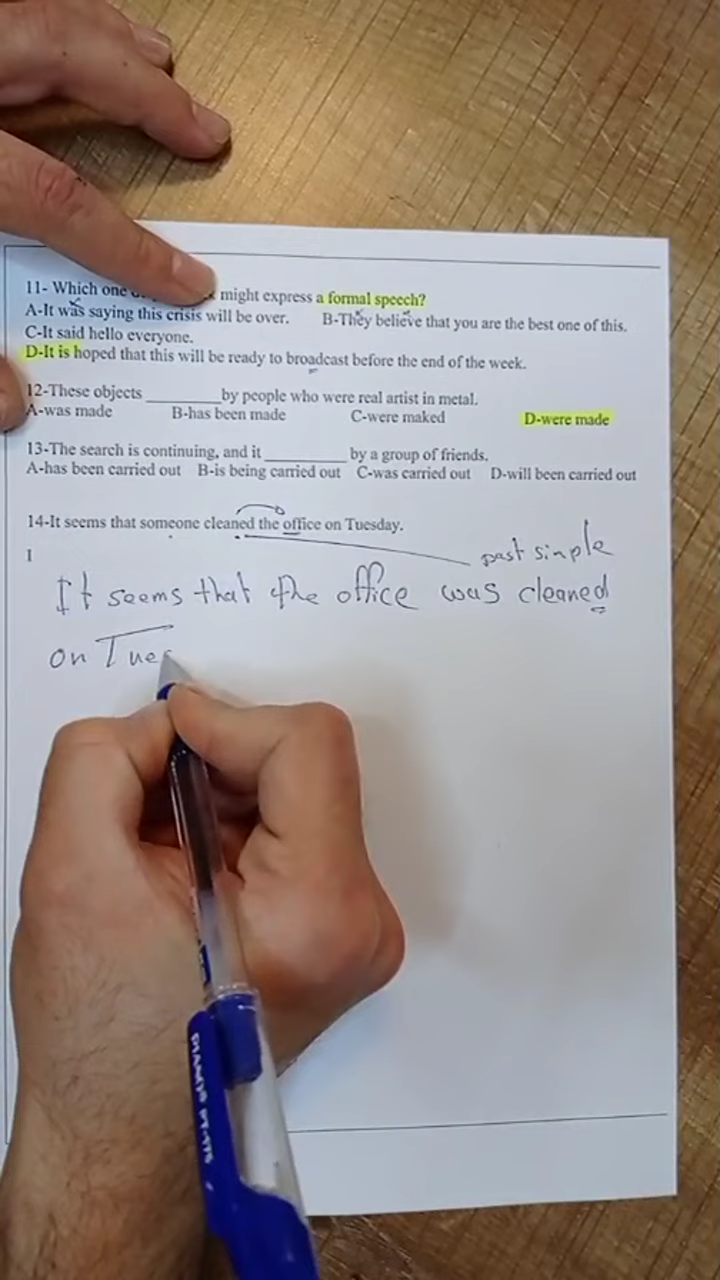 11- Which one might express a formal speech?
A-It was saying this crisis will be over. B-They believe that you are the best one of this.
C-It said hello everyone.
D-It is hoped that this will be ready to broadcast before the end of the week.
12-These objects ________ by people who were real artist in metal.
A-was made B-has been made C-were maked D-were made
13-The search is continuing, and it ________ by a group of friends.
A-has been carried out B-is being carried out C-was carried out D-will been carried out
14-It seems that someone cleaned the office on Tuesday.
past simple
I
It seems that the office was cleaned
on Tues
PIANO PT-